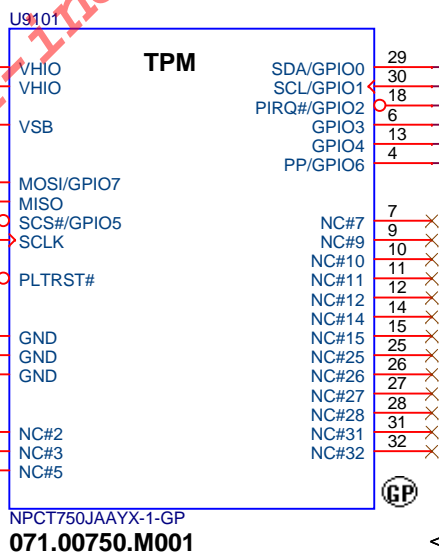 U9101
TPM
VHIO
VHIO
VSB
MOSI/GPIO7
MISO
SCS#/GPIO5
SCLK
PLTRST#
GND
GND
GND
NC#2
NC#3
NC#5
SDA/GPIO0 29
SCL/GPIO1 30
PIRQ#/GPIO2 18
GPIO3 6
GPIO4 13
PP/GPIO6 4
NC#7 7
NC#9 9
NC#10 10
NC#11 11
NC#12 12
NC#14 14
NC#15 15
NC#25 25
NC#26 26
NC#27 27
NC#28 28
NC#31 31
NC#32 32
GP
NPCT750JAAYX-1-GP
071.00750.M001